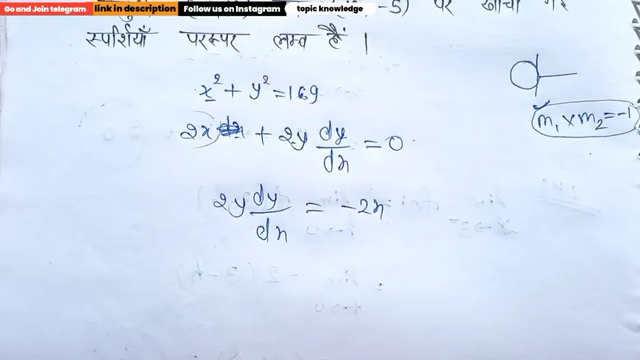 Go and Join telegram link in description Follow us on Instagram topic knowledge
-5) पर खींची गई
स्पर्शियाँ परस्पर लम्ब हैं ।
x² + y² = 169
m₁ × m₂ = -1
2x + 2y dy/dx = 0
2y dy/dx = -2x